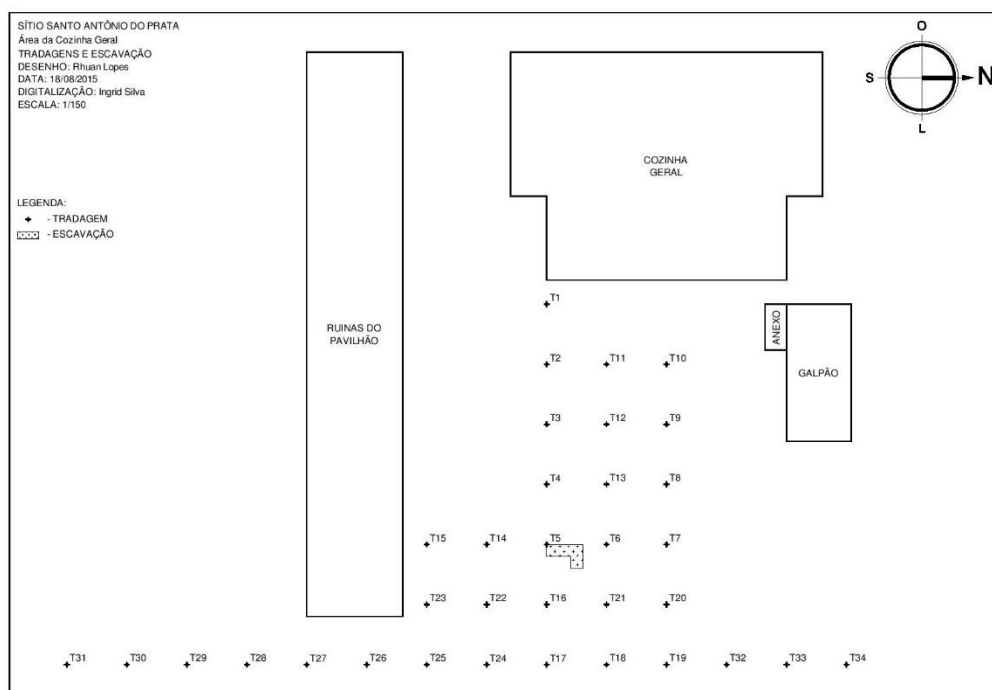 SÍTIO SANTO ANTÔNIO DO PRATA
Área da Cozinha Geral
TRADAGENS E ESCAVAÇÃO
DESENHO: Rhuan Lopes
DATA: 18/08/2015
DIGITALIZAÇÃO: Ingrid Silva
ESCALA: 1/150
O
S
N
L
COZINHA
GERAL
LEGENDA:
- TRADAGEM
- ESCAVAÇÃO
RUINAS DO
PAVILHÃO
ANEXO
GALPÃO
T1
T2 T11 T10
T3 T12 T9
T4 T13 T8
T15 T14 T5 T6 T7
T23 T22 T16 T21 T20
T31 T30 T29 T28 T27 T26 T25 T24 T17 T18 T19 T32 T33 T34